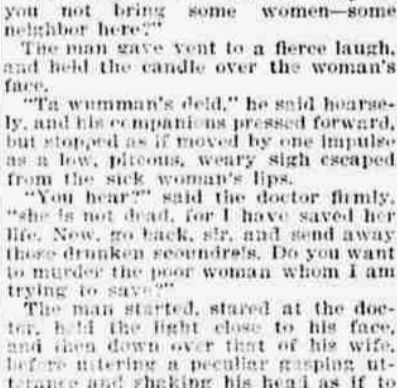 you not bring some women—some
neighbor here?"
The man gave vent to a fierce laugh,
and held the candle over the woman's
face.
"Ta wumman's deid," he said hoarse-
ly, and his companions pressed forward,
but stopped as if moved by one impulse
as a low, piteous, weary sigh escaped
from the sick woman's lips.
"You hear?" said the doctor firmly,
"she is not dead, for I have saved her
life. Now, go back, sir, and send away
those drunken scoundrels. Do you want
to murder the poor woman whom I am
trying to save?"
The man started, stared at the doc-
tor, held the light close to his face,
and then down over that of his wife,
before uttering a peculiar gasping ut-
terance and shaking his head as if to